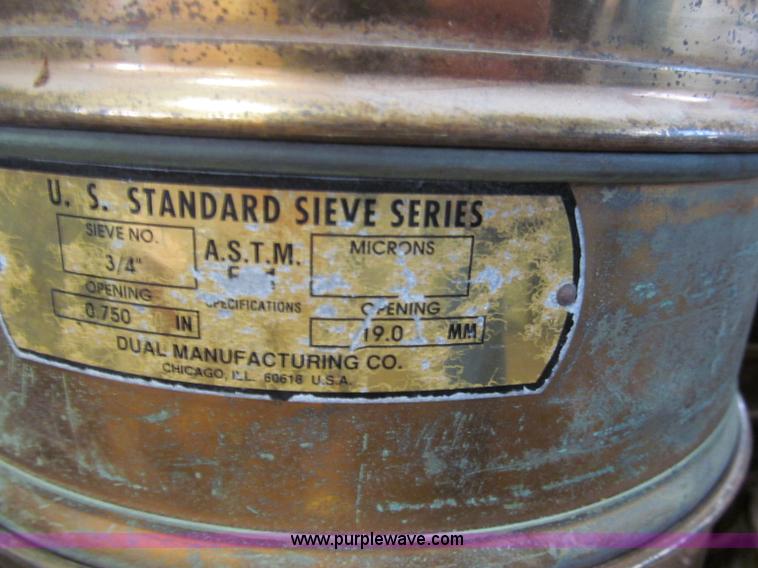 U. S. STANDARD SIEVE SERIES
SIEVE NO.
3/4"
A.S.T.M.
MICRONS
OPENING
0.750 IN
SPECIFICATIONS
OPENING
19.0 MM
DUAL MANUFACTURING CO.
CHICAGO, ILL. 60618 U.S.A.
www.purplewave.com